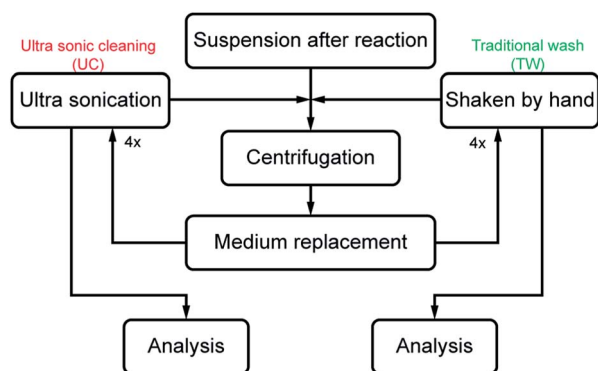 Ultra sonic cleaning
(UC)
Suspension after reaction
Traditional wash
(TW)
Ultra sonication
Shaken by hand
4x
4x
Centrifugation
Medium replacement
Analysis
Analysis